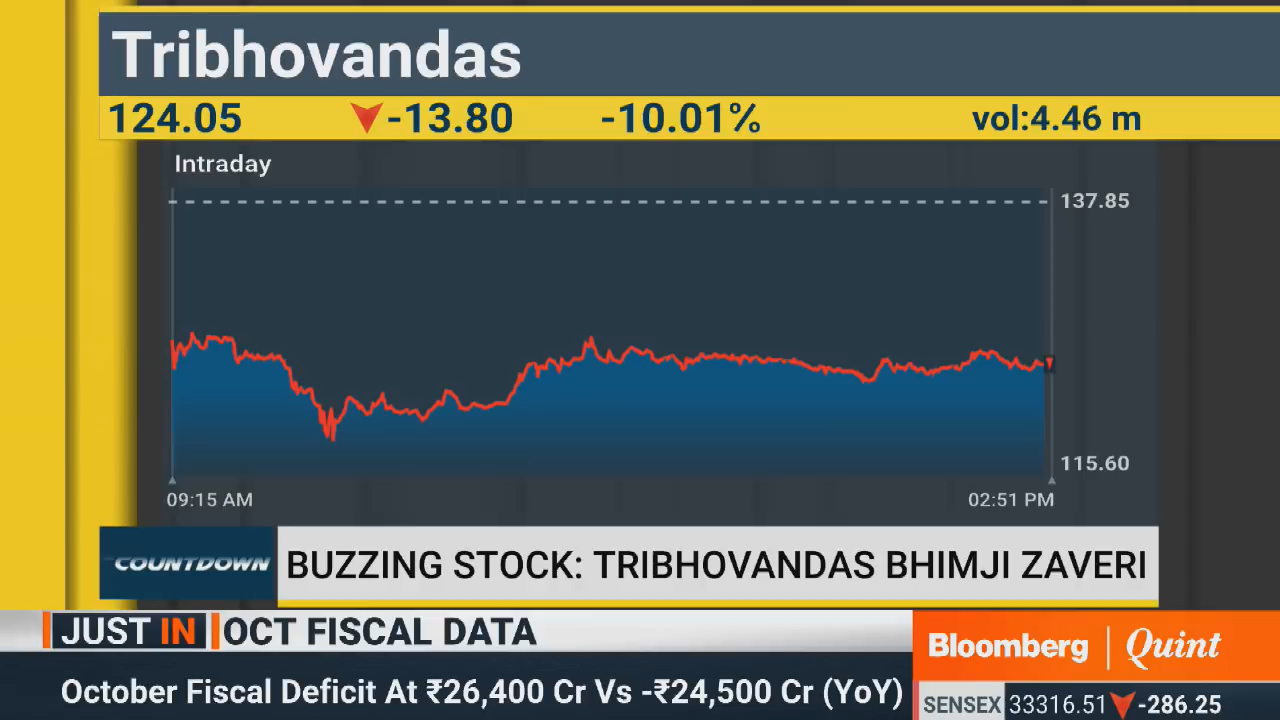 Tribhovandas
124.05 -13.80 -10.01% vol:4.46 m
Intraday
137.85
115.60
09:15 AM 02:51 PM
COUNTDOWN
BUZZING STOCK: TRIBHOVANDAS BHIMJI ZAVERI
JUST IN OCT FISCAL DATA
October Fiscal Deficit At ₹26,400 Cr Vs -₹24,500 Cr (YoY)
Bloomberg Quint
SENSEX 33316.51 -286.25